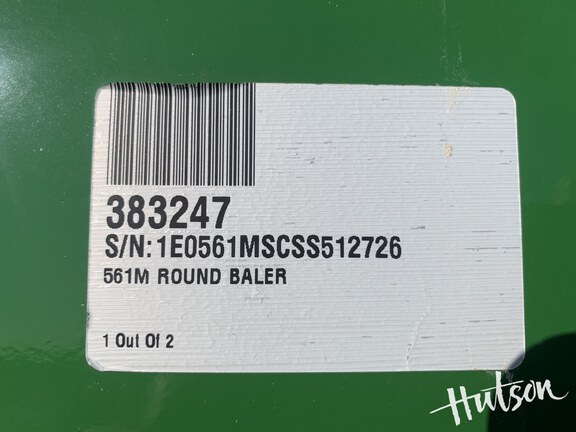 383247
S/N: 1E0561MSCSS512726
561M ROUND BALER
1 Out Of 2
Hutson